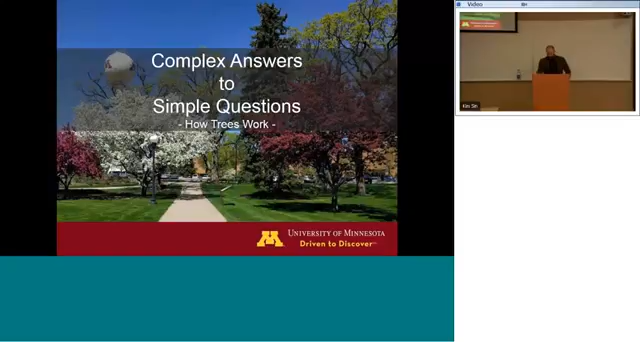 Complex Answers
to
Simple Questions
- How Trees Work -
UNIVERSITY OF MINNESOTA
Driven to Discover
Video